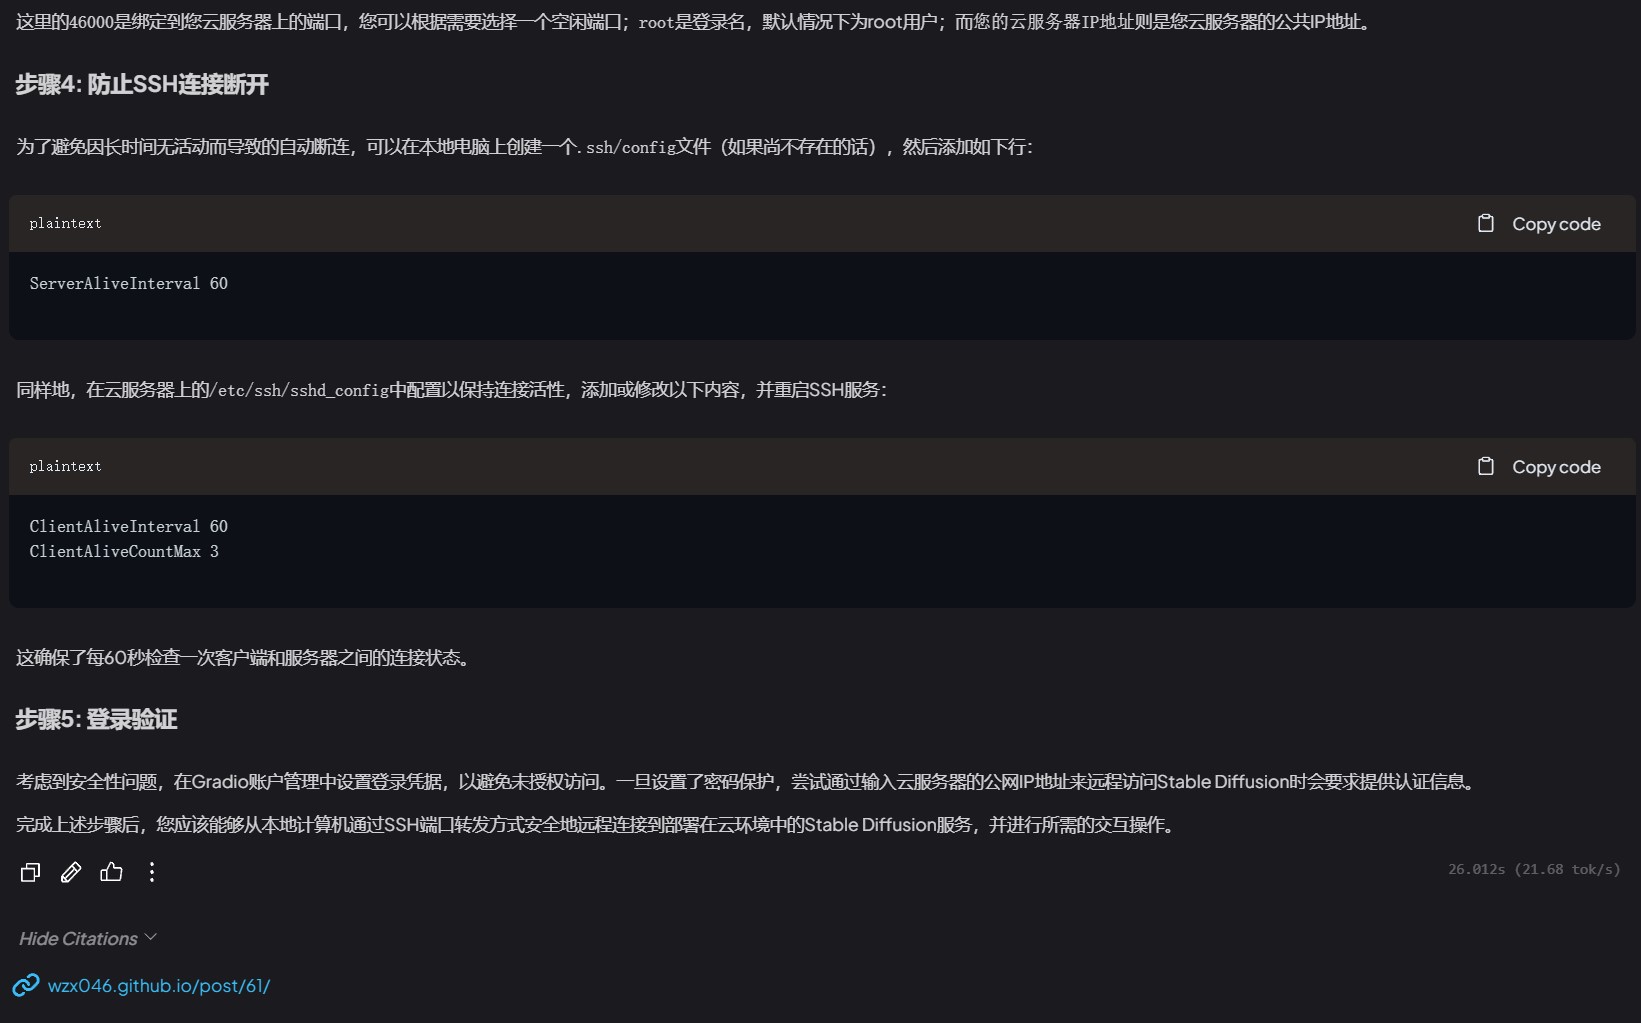 这里的46000是绑定到您云服务器上的端口，您可以根据需要选择一个空闲端口；root是登录名，默认情况下为root用户；而您的云服务器IP地址则是您云服务器的公共IP地址。
步骤4: 防止SSH连接断开
为了避免因长时间无活动而导致的自动断连，可以在本地电脑上创建一个.ssh/config文件（如果尚不存在的话），然后添加如下行：
plaintext
Copy code
ServerAliveInterval 60
同样地，在云服务器上的/etc/ssh/sshd_config中配置以保持连接活性，添加或修改以下内容，并重启SSH服务：
plaintext
Copy code
ClientAliveInterval 60
ClientAliveCountMax 3
这确保了每60秒检查一次客户端和服务器之间的连接状态。
步骤5: 登录验证
考虑到安全性问题，在Gradio账户管理中设置登录凭据，以避免未授权访问。一旦设置了密码保护，尝试通过输入云服务器的公网IP地址来远程访问Stable Diffusion时会要求提供认证信息。
完成上述步骤后，您应该能够从本地计算机通过SSH端口转发方式安全地远程连接到部署在云环境中的Stable Diffusion服务，并进行所需的交互操作。
26.012s (21.68 tok/s)
Hide Citations
wzx046.github.io/post/61/